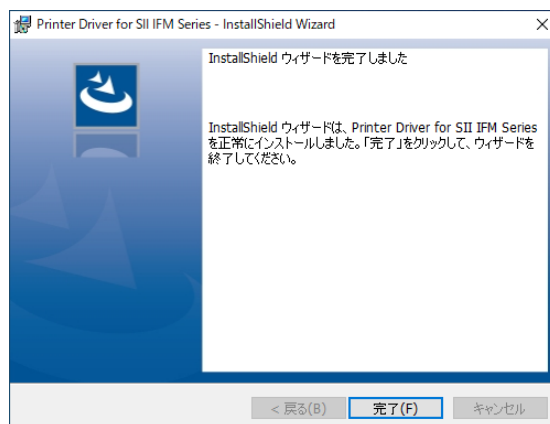 Printer Driver for SII IFM Series - InstallShield Wizard
InstallShield ウィザードを完了しました
InstallShield ウィザードは、Printer Driver for SII IFM Series
を正常にインストールしました。「完了」をクリックして、ウィザードを
終了してください。
< 戻る(B) 完了(F) キャンセル